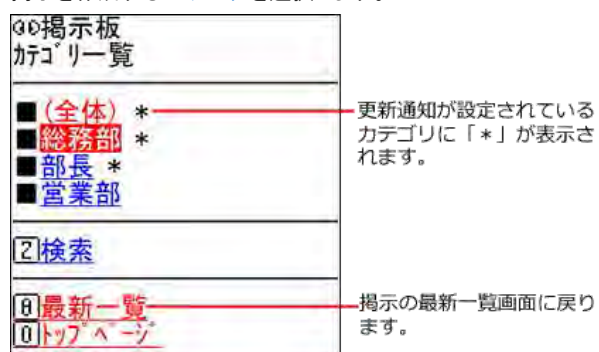 掲示板
ｶﾃｺﾞﾘ一覧
■(全体) *
■総務部 *
■部長 *
■営業部
更新通知が設定されている
カテゴリに「*」が表示さ
れます。
2検索
8最新一覧
0ﾄｯﾌﾟﾍﾟｰｼﾞ
掲示の最新一覧画面に戻り
ます。